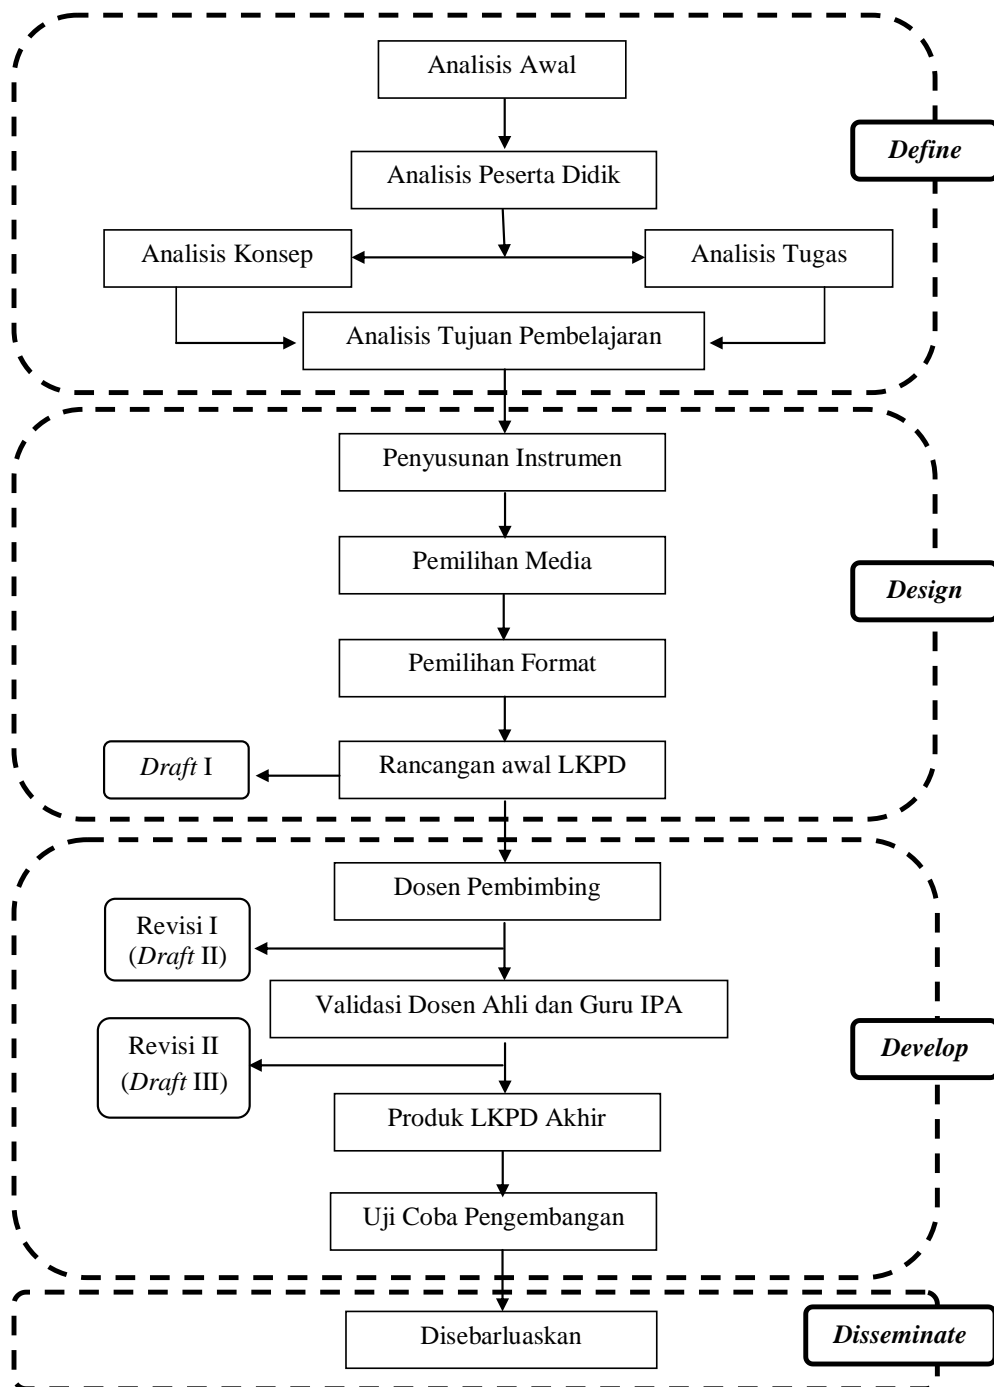 Analisis Awal
Define
Analisis Peserta Didik
Analisis Konsep
Analisis Tugas
Analisis Tujuan Pembelajaran
Penyusunan Instrumen
Pemilihan Media
Design
Pemilihan Format
Draft I
Rancangan awal LKPD
Dosen Pembimbing
Revisi I
(Draft II)
Validasi Dosen Ahli dan Guru IPA
Revisi II
(Draft III)
Develop
Produk LKPD Akhir
Uji Coba Pengembangan
Disebarluaskan
Disseminate